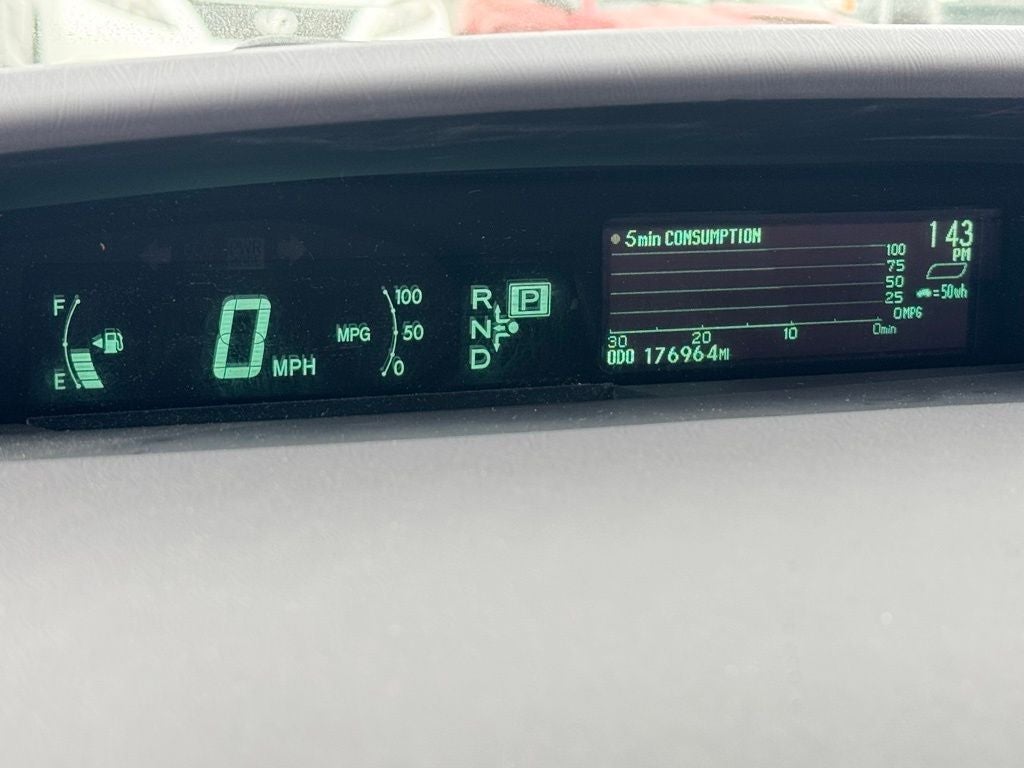 5min CONSUMPTION
1 43
PM
100
75
50
25
0MPG
= 50wh
30 20 10 0min
ODO 176964MI
F
E
0 MPH
MPG
100
50
0
R P
N
D
PWR